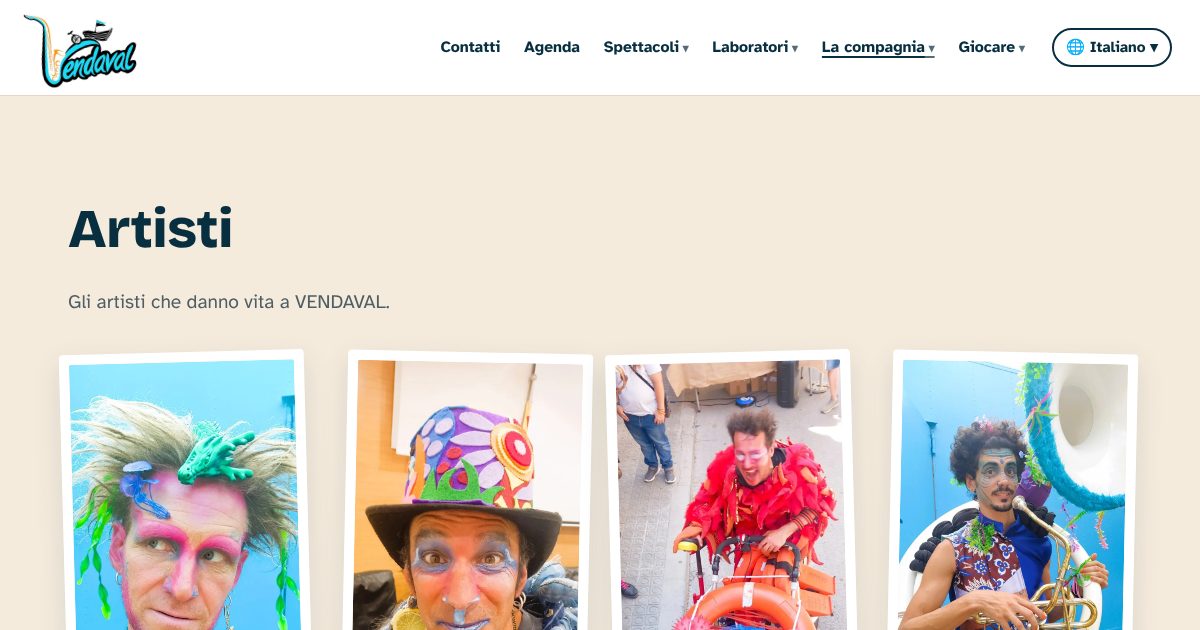 Vendaval
Contatti Agenda Spettacoli ▾ Laboratori ▾ La compagnia ▾ Giocare ▾ 🌐 Italiano ▾
Artisti
Gli artisti che danno vita a VENDAVAL.